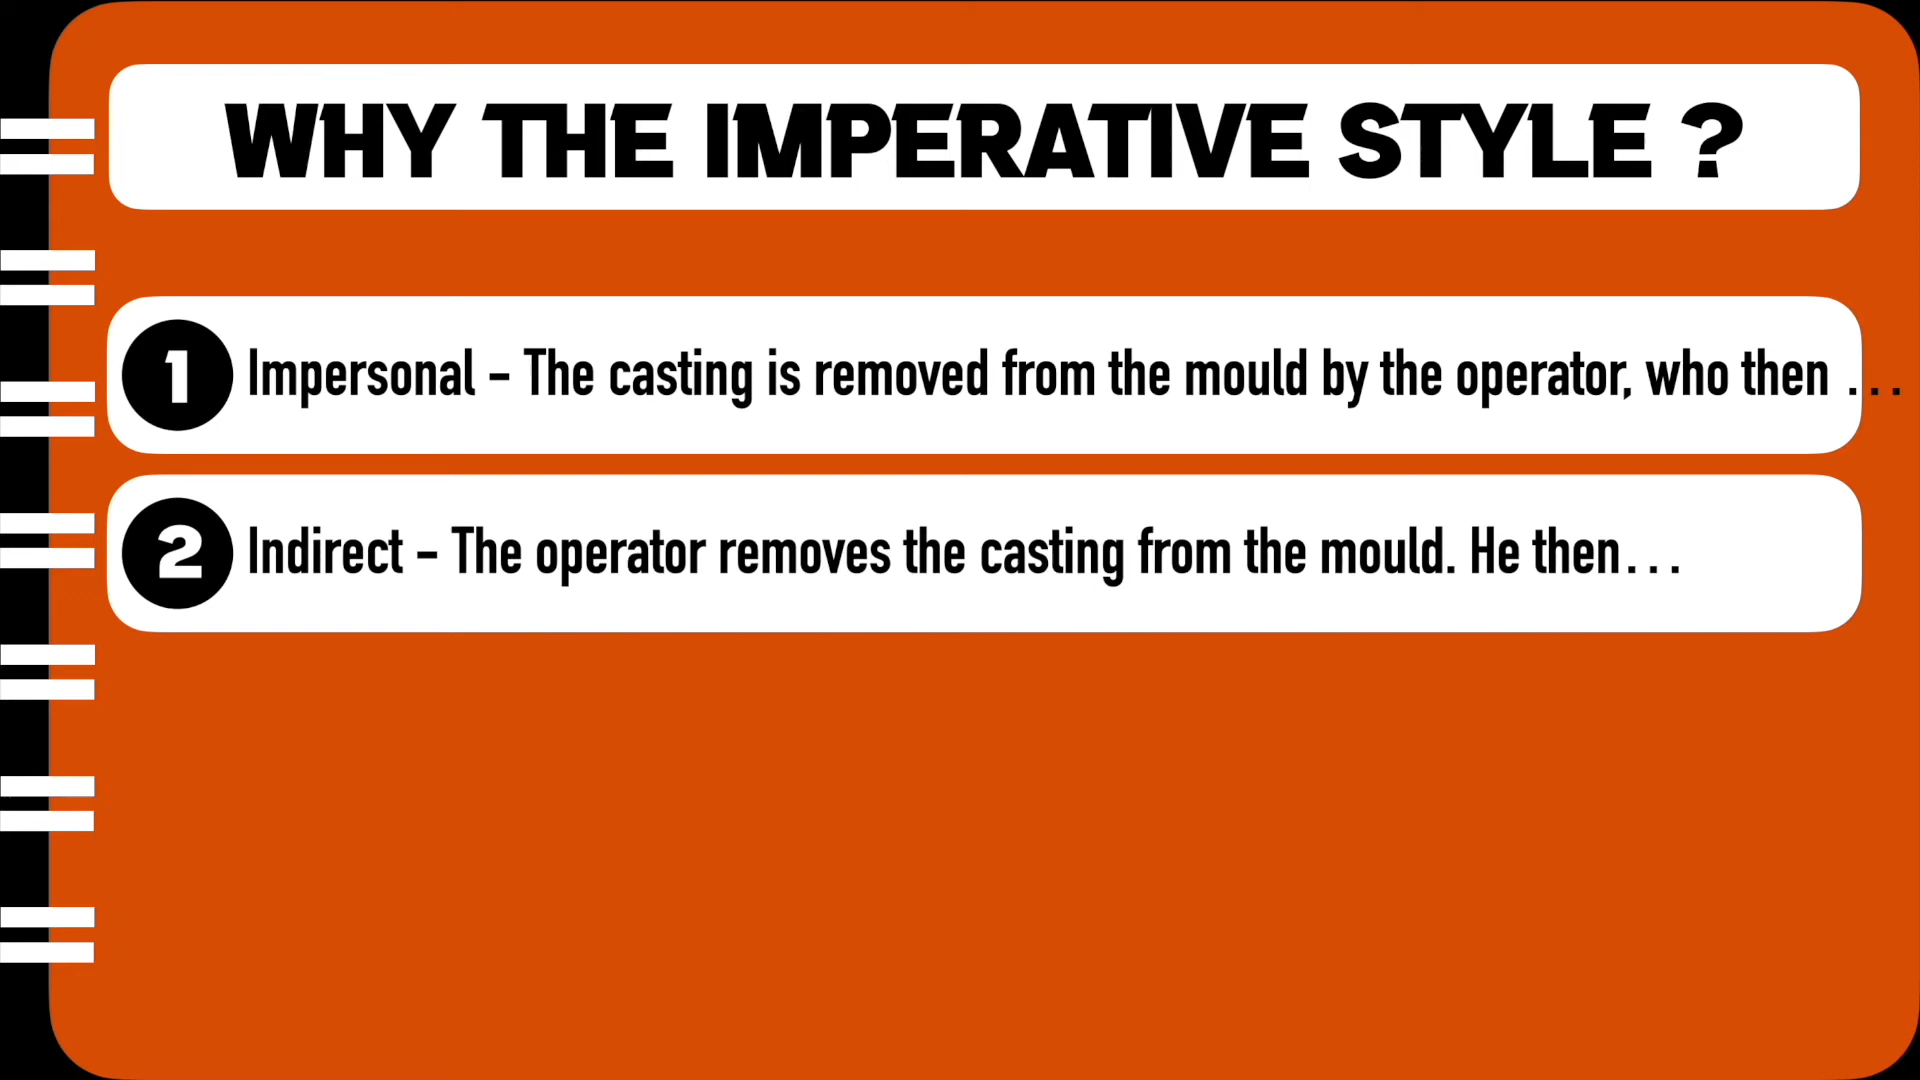 WHY THE IMPERATIVE STYLE ?
1 Impersonal – The casting is removed from the mould by the operator, who then ...
2 Indirect – The operator removes the casting from the mould. He then...